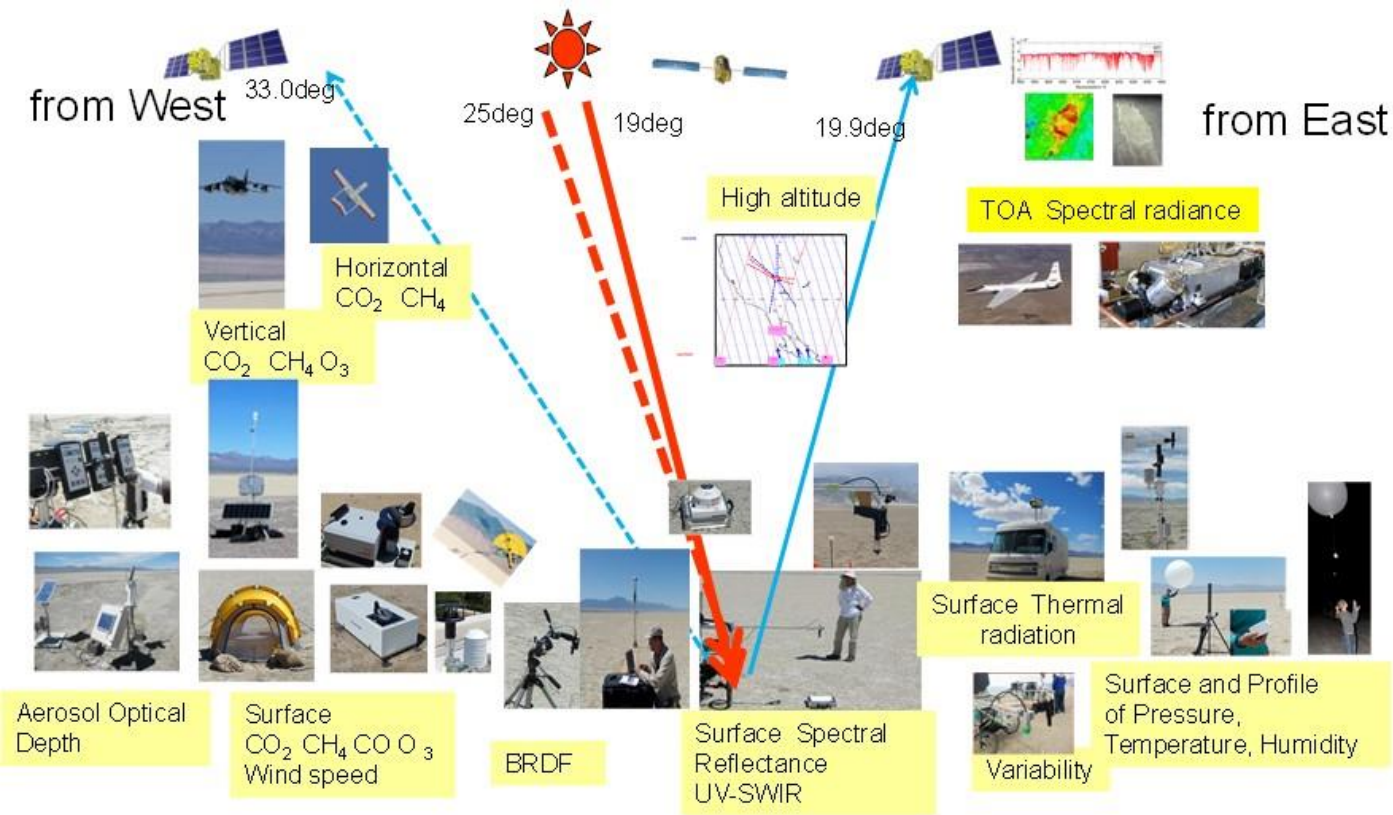 from West
33.0deg
25deg
19deg
19.9deg
from East
High altitude
TOA Spectral radiance
Horizontal
CO₂ CH₄
Vertical
CO₂ CH₄ O₃
Surface Thermal
radiation
Aerosol Optical
Depth
Surface
CO₂ CH₄ CO O ₃
Wind speed
BRDF
Surface Spectral
Reflectance
UV-SWIR
Variability
Surface and Profile
of Pressure,
Temperature, Humidity